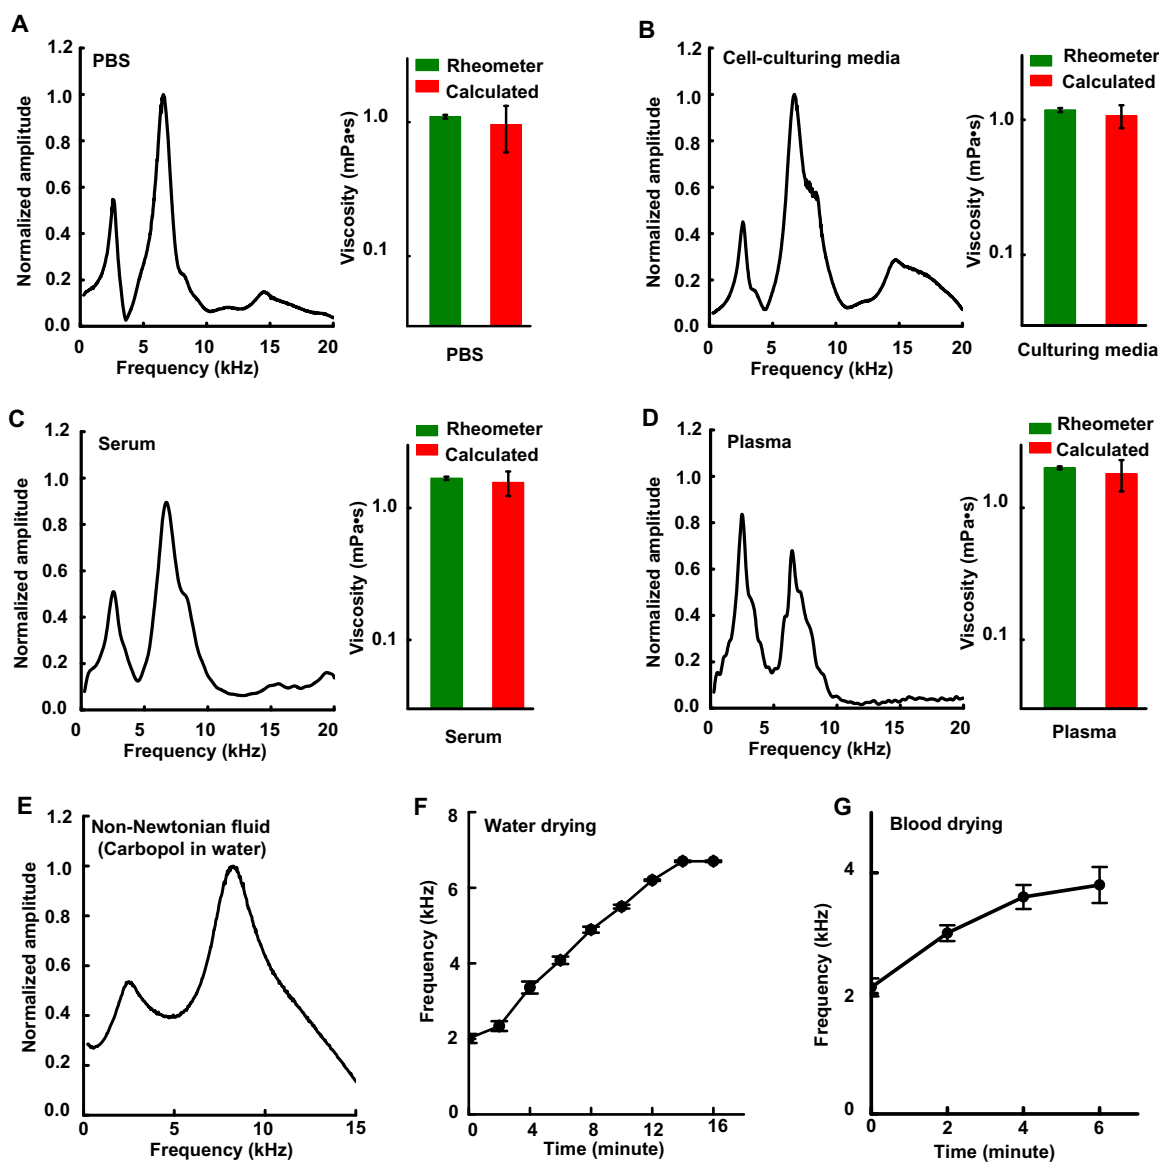 A
PBS
Normalized amplitude
1.2
1.0
0.8
0.6
0.4
0.2
0.0
0 5 10 15 20
Frequency (kHz)
Rheometer
Calculated
Viscosity (mPa•s)
1.0
0.1
PBS
B
Cell-culturing media
Normalized amplitude
1.2
1.0
0.8
0.6
0.4
0.2
0.0
0 5 10 15 20
Frequency (kHz)
Rheometer
Calculated
Viscosity (mPa•s)
1.0
0.1
Culturing media
C
Serum
Normalized amplitude
1.2
1.0
0.8
0.6
0.4
0.2
0.0
0 5 10 15 20
Frequency (kHz)
Rheometer
Calculated
Viscosity (mPa•s)
1.0
0.1
Serum
D
Plasma
Normalized amplitude
1.2
1.0
0.8
0.6
0.4
0.2
0.0
0 5 10 15 20
Frequency (kHz)
Rheometer
Calculated
Viscosity (mPa•s)
1.0
0.1
Plasma
E
Non-Newtonian fluid
(Carbopol in water)
Normalized amplitude
1.2
1.0
0.8
0.6
0.4
0.2
0.0
0 5 10 15
Frequency (kHz)
F
Water drying
Frequency (kHz)
8
6
4
2
0
0 4 8 12 16
Time (minute)
G
Blood drying
Frequency (kHz)
4
2
0
0 2 4 6
Time (minute)